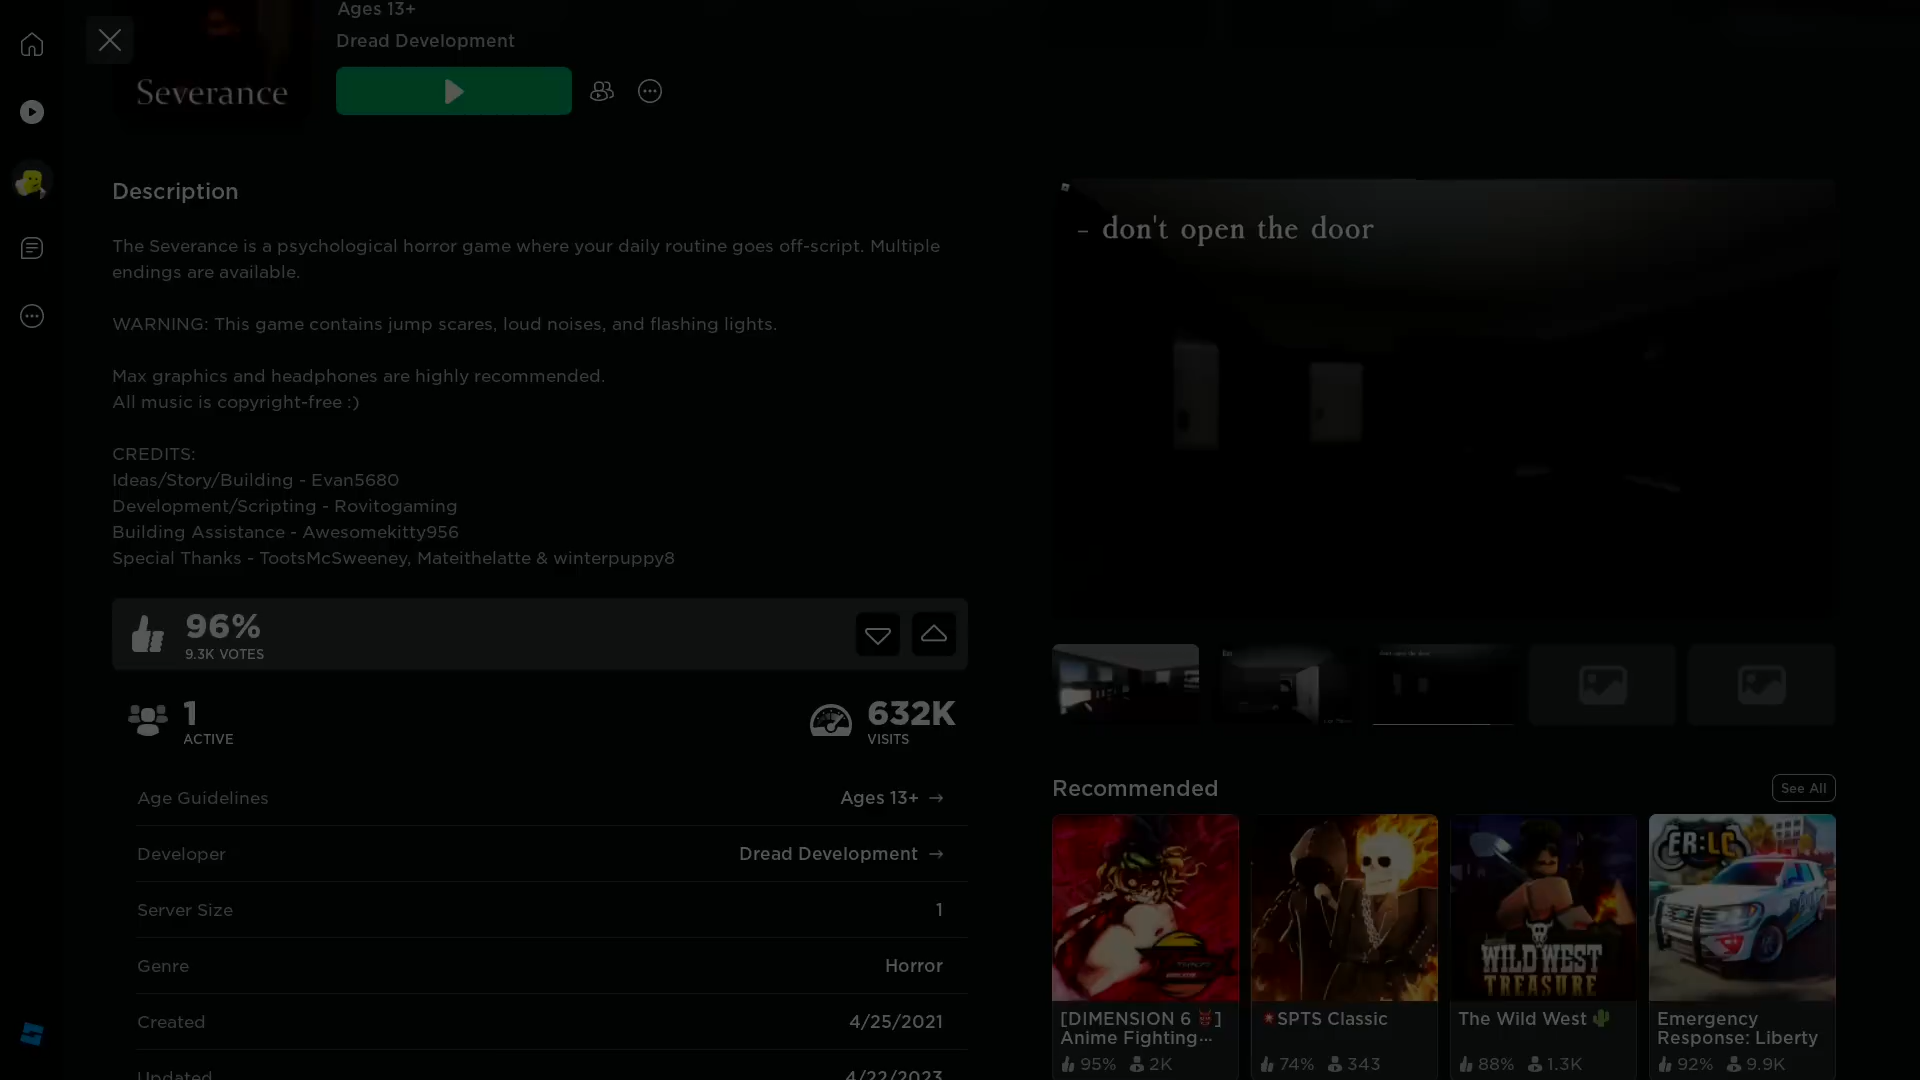 Ages 13+
Dread Development
Severance
Description
The Severance is a psychological horror game where your daily routine goes off-script. Multiple
endings are available.
WARNING: This game contains jump scares, loud noises, and flashing lights.
Max graphics and headphones are highly recommended.
All music is copyright-free :)
CREDITS:
Ideas/Story/Building - Evan5680
Development/Scripting - Rovitogaming
Building Assistance - Awesomekitty956
Special Thanks - TootsMcSweeney, Mateithelatte & winterpuppy8
96%
9.3K VOTES
1
ACTIVE
632K
VISITS
Age Guidelines
Ages 13+ →
Developer
Dread Development →
Server Size
1
Genre
Horror
Created
4/25/2021
Updated
4/22/2023
- don't open the door
Recommended
See All
ER:LC
WILD WEST
TREASURE
[DIMENSION 6 👹]
Anime Fighting...
95% 2K
💥SPTS Classic
74% 343
The Wild West 🌵
88% 1.3K
Emergency
Response: Liberty
92% 9.9K